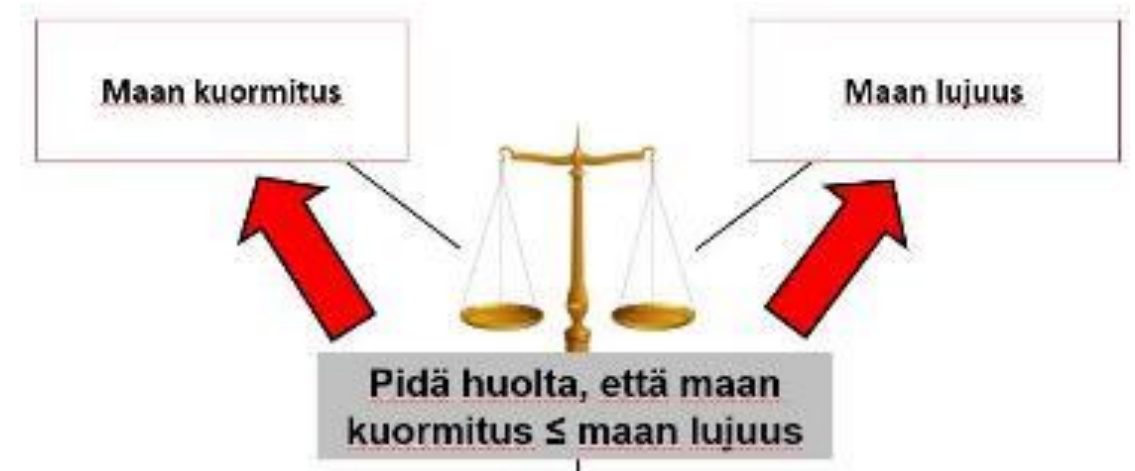 Maan kuormitus
Maan lujuus
Pidä huolta, että maan
kuormitus ≤ maan lujuus